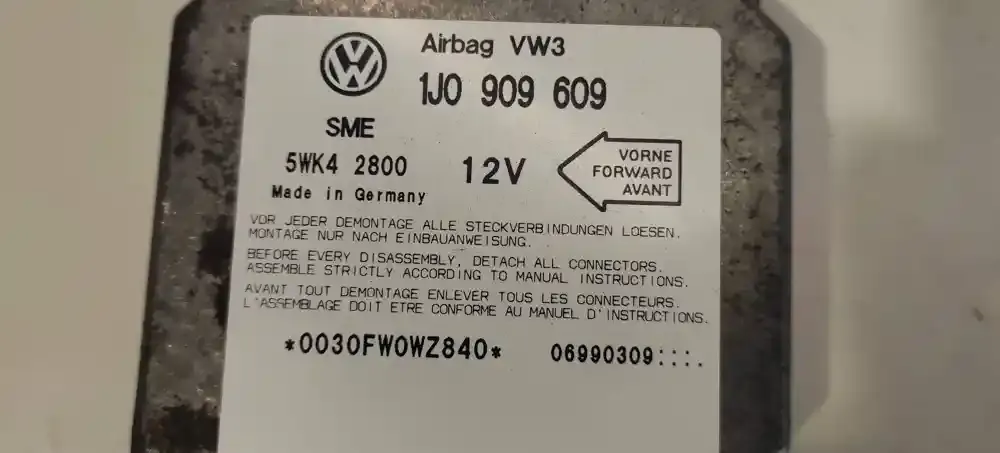 Airbag VW3
1J0 909 609
SME
5WK4 2800
12V
Made in Germany
VORNE
FORWARD
AVANT
VOR JEDER DEMONTAGE ALLE STECKVERBINDUNGEN LOESEN.
MONTAGE NUR NACH EINBAUANWEISUNG.
BEFORE EVERY DISASSEMBLY, DETACH ALL CONNECTORS.
ASSEMBLE STRICTLY ACCORDING TO MANUAL INSTRUCTIONS.
AVANT TOUT DEMONTAGE ENLEVER TOUS LES CONNECTEURS.
L'ASSEMBLAGE DOIT ETRE CONFORME AU MANUEL D'INSTRUCTIONS.
*0030FW0WZ840* 06990309:::.